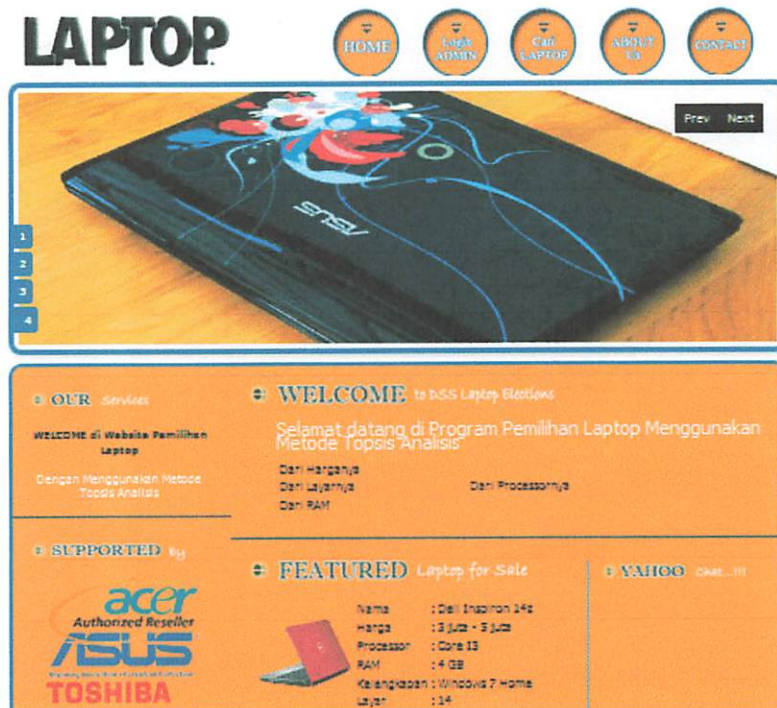 LAPTOP
HOME
Login
ADMIN
Cari
LAPTOP
ABOUT
US
CONTACT
Prev Next
ASUS
1
2
3
4
OUR Services
WELCOME di Website Pemilihan
Laptop
Dengan Menggunakan Metode
Topsis Analisis
WELCOME to DSS Laptop Elections
Selamat datang di Program Pemilihan Laptop Menggunakan
Metode Topsis Analisis
Dari Harganya
Dari Layarnya Dari Processornya
Dari RAM
SUPPORTED By
acer
Authorized Reseller
ASUS
TOSHIBA
FEATURED Laptop for Sale
Nama : Dell Inspiron 14z
Harga : 3 juta - 5 juta
Processor : Core I3
RAM : 4 GB
Kelengkapan : Windows 7 Home
Layar : 14
YAHOO Chat...!!!